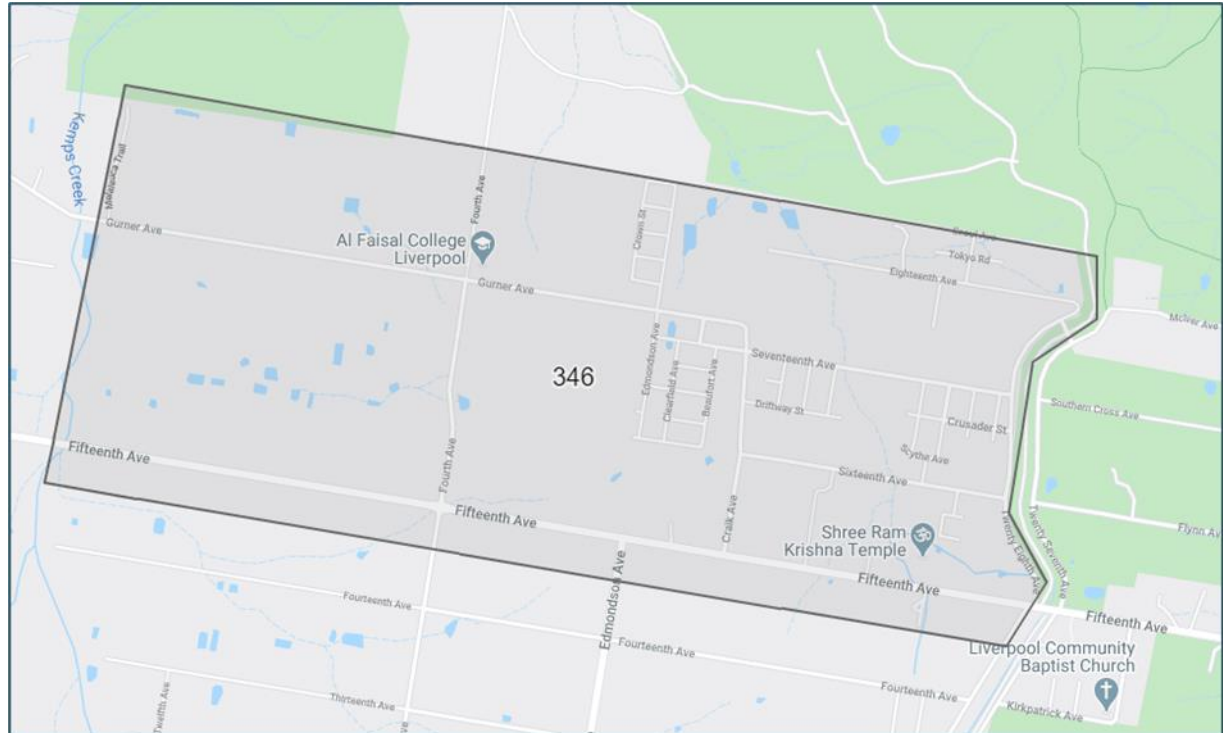 Kemps Creek
Gurner Ave
Fourth Ave
Al Faisal College
Liverpool
Gurner Ave
Crown St
Tokyo Rd
Eighteenth Ave
McIver Ave
Edmondson Ave
Clearfield Ave
Beaufort Ave
Seventeenth Ave
346
Driftway St
Crusader St
Southern Cross Ave
Scythe Ave
Fifteenth Ave
Fourth Ave
Sixteenth Ave
Fifteenth Ave
Craik Ave
Shree Ram
Krishna Temple
Twenty Eighth Ave
Twenty Seventh Ave
Flynn Av
Fifteenth Ave
Fifteenth Ave
Fourteenth Ave
Edmondson Ave
Fourteenth Ave
Fourteenth Ave
Liverpool Community
Baptist Church
Kirkpatrick Ave
Thirteenth Ave
Twelfth Ave